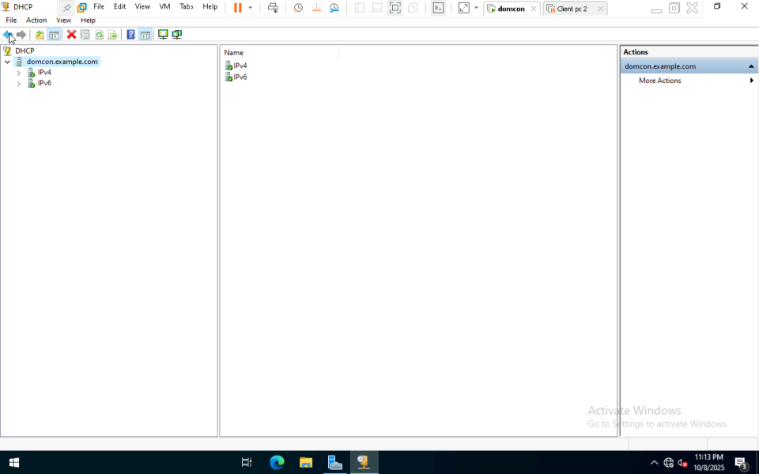 DHCP
File Edit View VM Tabs Help
domcon
Client pc 2
File Action View Help
DHCP
domcon.example.com
IPv4
IPv6
Name
IPv4
IPv6
Actions
domcon.example.com
More Actions
Activate Windows
Go to Settings to activate Windows.
11:13 PM
10/8/2025
3